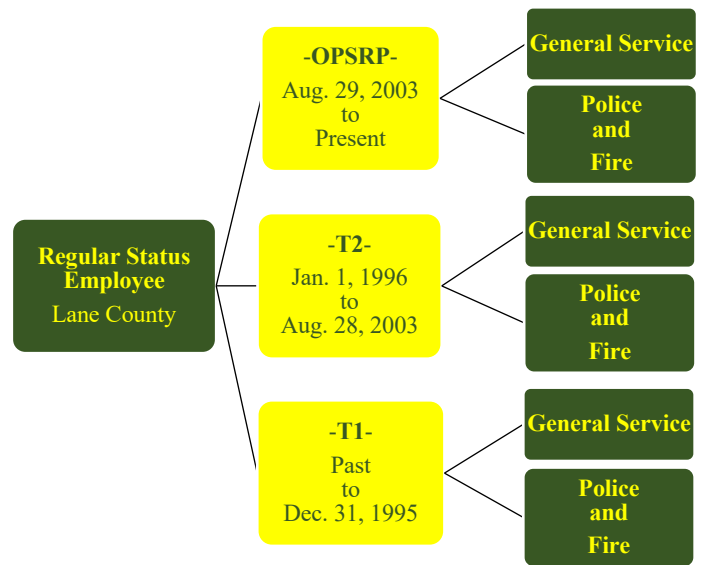 Regular Status
Employee
Lane County
-OPSRP-
Aug. 29, 2003
to
Present
General Service
Police
and
Fire
-T2-
Jan. 1, 1996
to
Aug. 28, 2003
General Service
Police
and
Fire
-T1-
Past
to
Dec. 31, 1995
General Service
Police
and
Fire